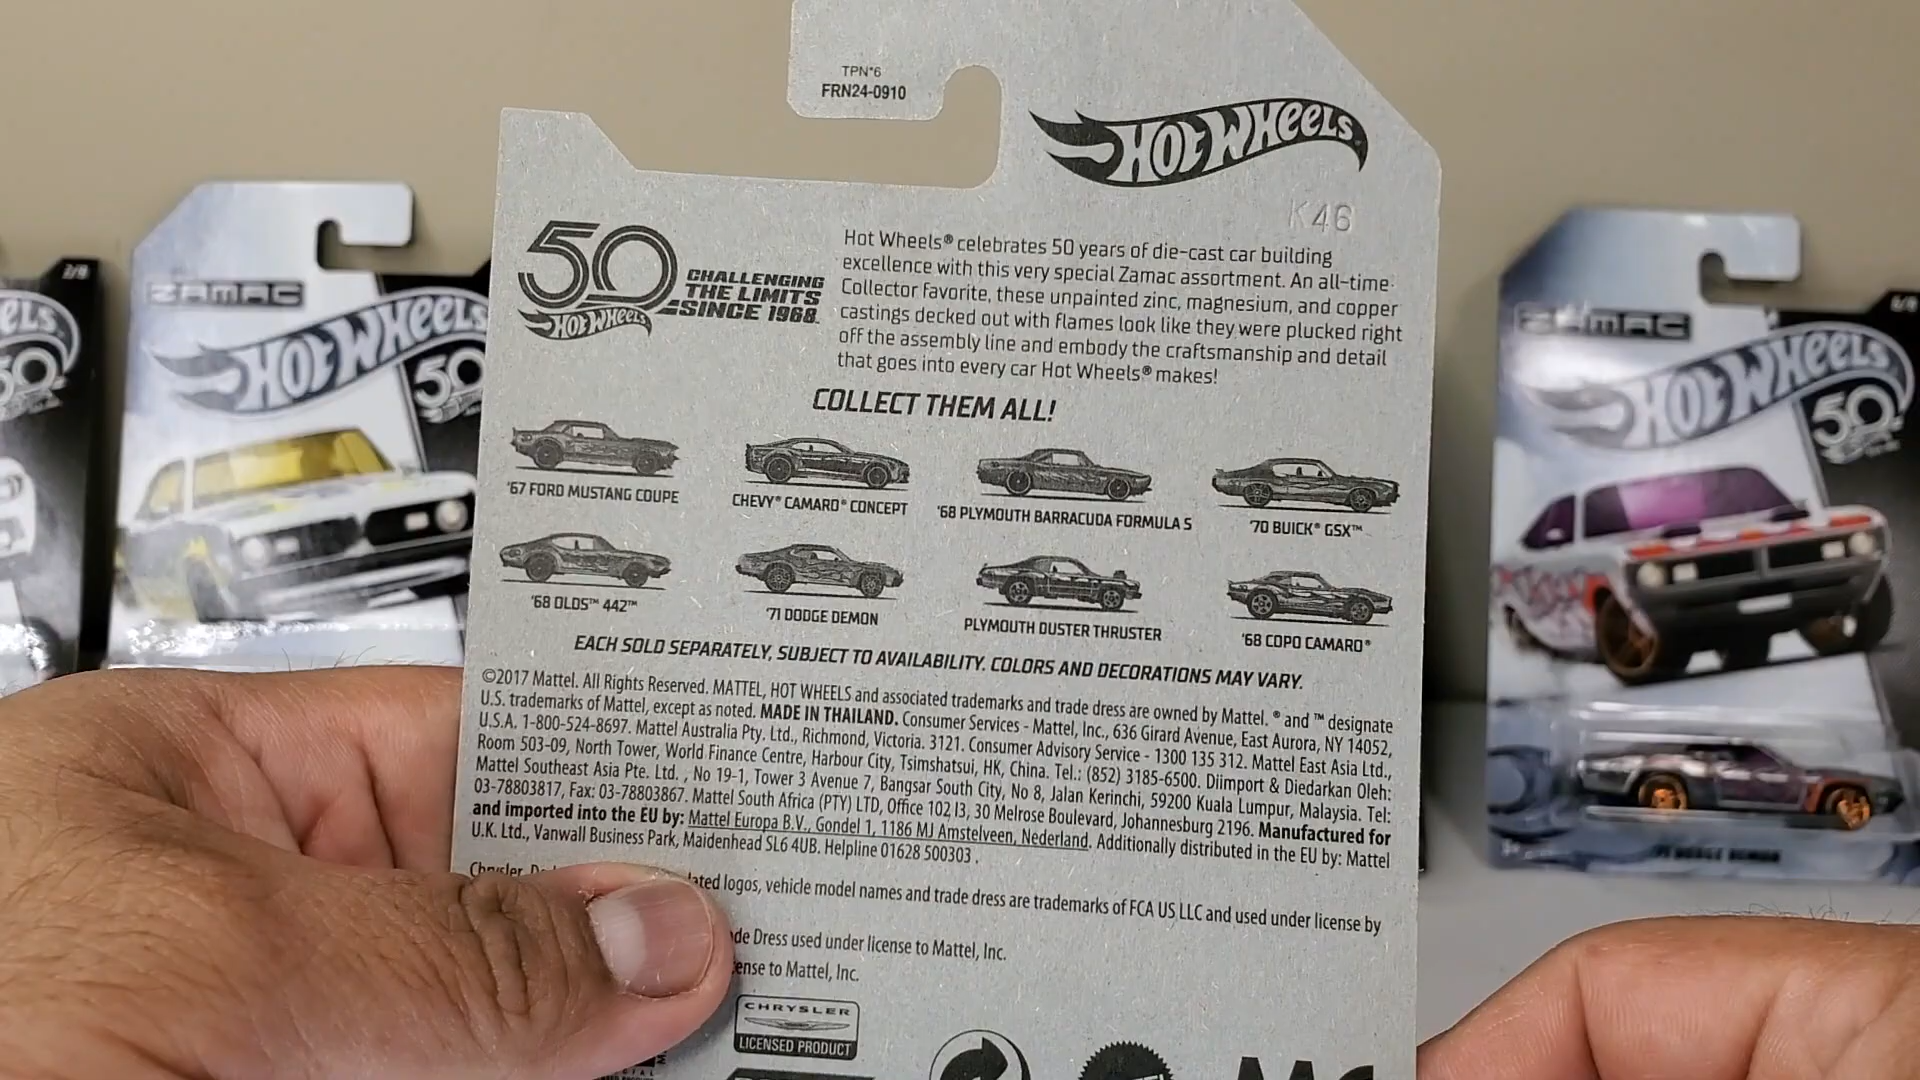 TPN*6
FRN24-0910
HOT WHEELS
K46
50
CHALLENGING
THE LIMITS
SINCE 1968.
HOT WHEELS
Hot Wheels® celebrates 50 years of die-cast car building
excellence with this very special Zamac assortment. An all-time
Collector favorite, these unpainted zinc, magnesium, and copper
castings decked out with flames look like they were plucked right
off the assembly line and embody the craftsmanship and detail
that goes into every car Hot Wheels® makes!
COLLECT THEM ALL!
'67 FORD MUSTANG COUPE
CHEVY® CAMARO® CONCEPT
'68 PLYMOUTH BARRACUDA FORMULA S
'70 BUICK® GSX™
'68 OLDS™ 442™
'71 DODGE DEMON
PLYMOUTH DUSTER THRUSTER
'68 COPO CAMARO®
EACH SOLD SEPARATELY, SUBJECT TO AVAILABILITY. COLORS AND DECORATIONS MAY VARY.
©2017 Mattel. All Rights Reserved. MATTEL, HOT WHEELS and associated trademarks and trade dress are owned by Mattel. ® and ™ designate
U.S. trademarks of Mattel, except as noted. MADE IN THAILAND. Consumer Services - Mattel, Inc., 636 Girard Avenue, East Aurora, NY 14052,
U.S.A. 1-800-524-8697. Mattel Australia Pty. Ltd., Richmond, Victoria. 3121. Consumer Advisory Service - 1300 135 312. Mattel East Asia Ltd.,
Room 503-09, North Tower, World Finance Centre, Harbour City, Tsimshatsui, HK, China. Tel.: (852) 3185-6500. Diimport & Diedarkan Oleh:
Mattel Southeast Asia Pte. Ltd. , No 19-1, Tower 3 Avenue 7, Bangsar South City, No 8, Jalan Kerinchi, 59200 Kuala Lumpur, Malaysia. Tel:
03-78803817, Fax: 03-78803867. Mattel South Africa (PTY) LTD, Office 102 I3, 30 Melrose Boulevard, Johannesburg 2196. Manufactured for
and imported into the EU by: Mattel Europa B.V., Gondel 1, 1186 MJ Amstelveen, Nederland. Additionally distributed in the EU by: Mattel
U.K. Ltd., Vanwall Business Park, Maidenhead SL6 4UB. Helpline 01628 500303 .
Chrysler, logos, vehicle model names and trade dress are trademarks of FCA US LLC and used under license by
Dress used under license to Mattel, Inc.
to Mattel, Inc.
CHRYSLER
LICENSED PRODUCT
ZAMAC
HOT WHEELS
50
2/8
50
ZAMAC
HOT WHEELS
50